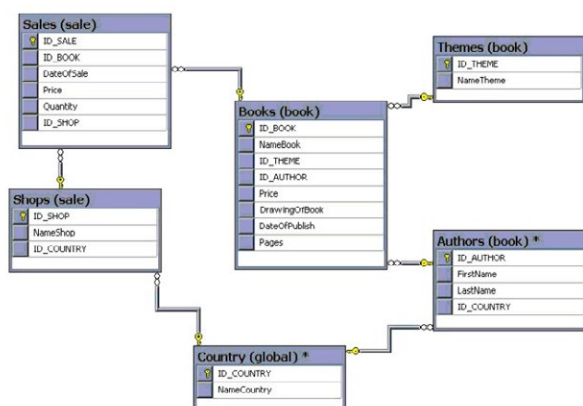 Sales (sale)
ID_SALE
ID_BOOK
DateOfSale
Price
Quantity
ID_SHOP
Themes (book)
ID_THEME
NameTheme
Books (book)
ID_BOOK
NameBook
ID_THEME
ID_AUTHOR
Price
DrawingOfBook
DateOfPublish
Pages
Shops (sale)
ID_SHOP
NameShop
ID_COUNTRY
Authors (book) *
ID_AUTHOR
FirstName
LastName
ID_COUNTRY
Country (global) *
ID_COUNTRY
NameCountry